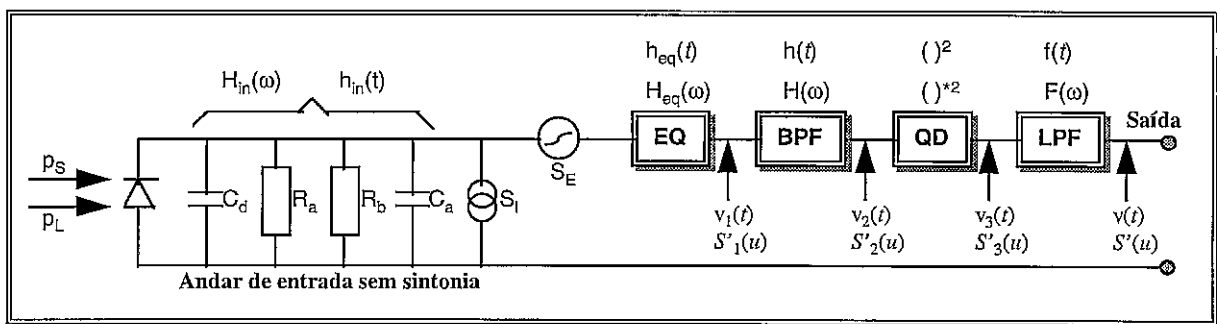 h_eq(t) h(t) ( )² f(t)
H_in(ω) h_in(t) H_eq(ω) H(ω) ( )*² F(ω)
EQ BPF QD LPF Saída
p_S
p_L
C_d R_a R_b C_a S_I S_E
v_1(t) v_2(t) v_3(t) v(t)
S'_1(u) S'_2(u) S'_3(u) S'(u)
Andar de entrada sem sintonia